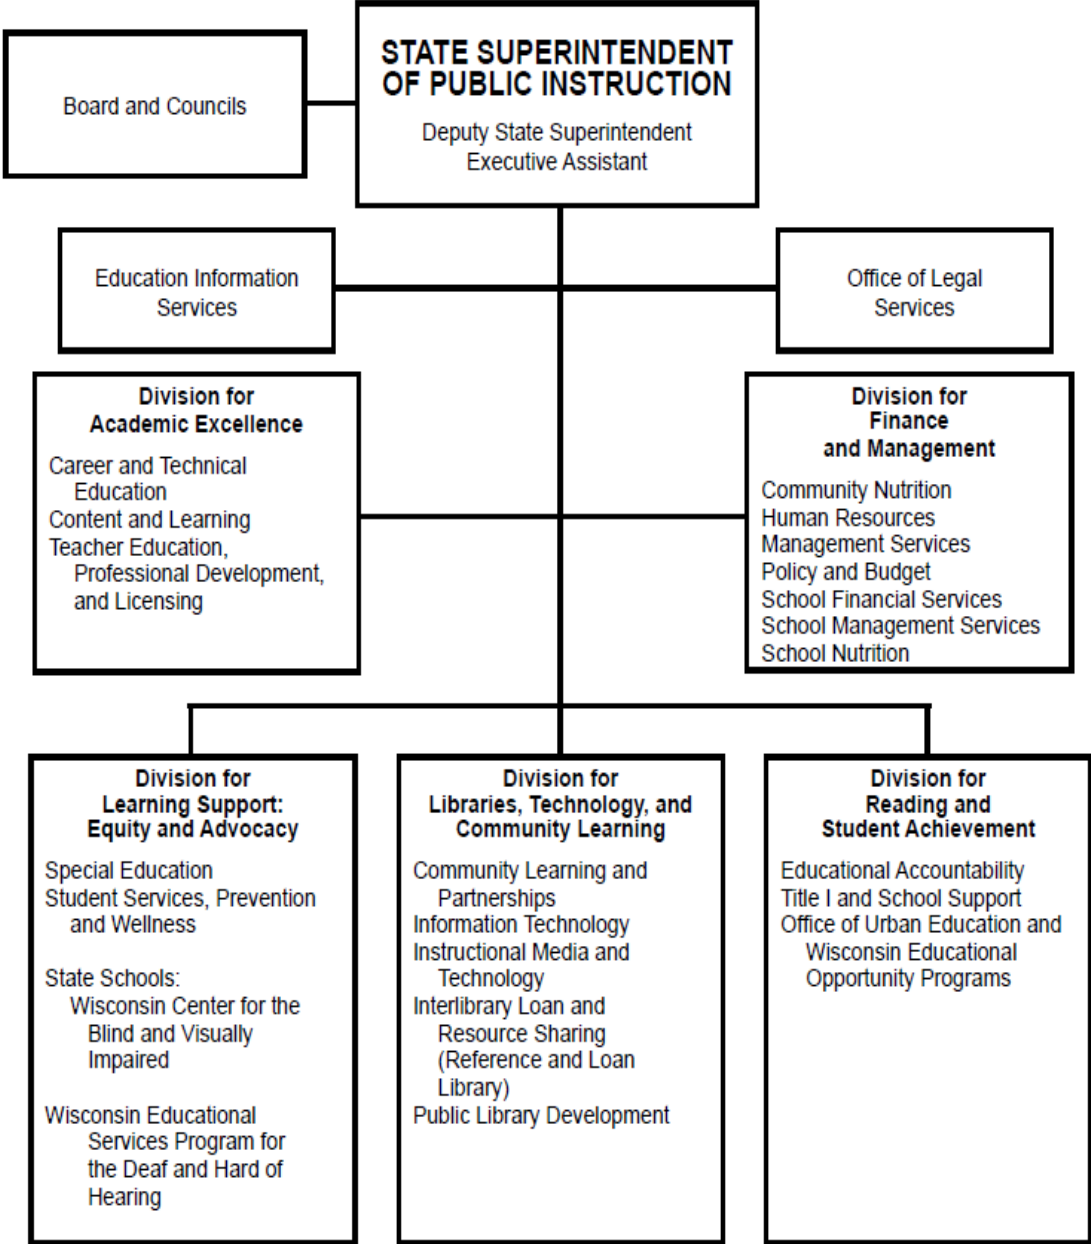 Board and Councils
STATE SUPERINTENDENT
OF PUBLIC INSTRUCTION
Deputy State Superintendent
Executive Assistant
Education Information
Services
Office of Legal
Services
Division for
Academic Excellence
Career and Technical
Education
Content and Learning
Teacher Education,
Professional Development,
and Licensing
Division for
Finance
and Management
Community Nutrition
Human Resources
Management Services
Policy and Budget
School Financial Services
School Management Services
School Nutrition
Division for
Learning Support:
Equity and Advocacy
Special Education
Student Services, Prevention
and Wellness
State Schools:
Wisconsin Center for the
Blind and Visually
Impaired
Wisconsin Educational
Services Program for
the Deaf and Hard of
Hearing
Division for
Libraries, Technology, and
Community Learning
Community Learning and
Partnerships
Information Technology
Instructional Media and
Technology
Interlibrary Loan and
Resource Sharing
(Reference and Loan
Library)
Public Library Development
Division for
Reading and
Student Achievement
Educational Accountability
Title I and School Support
Office of Urban Education and
Wisconsin Educational
Opportunity Programs